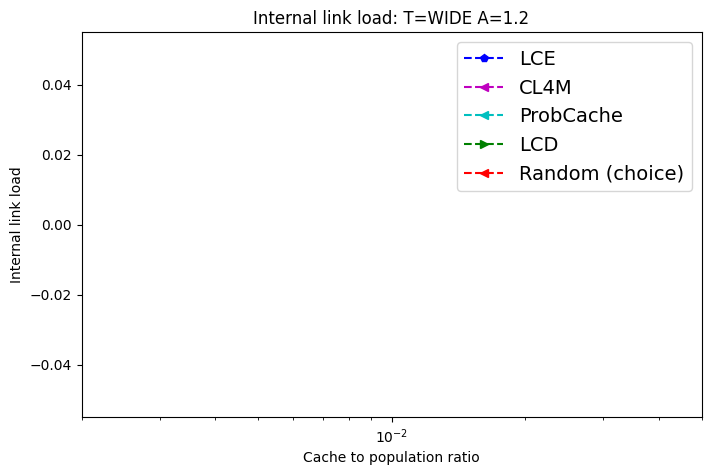 Internal link load: T=WIDE A=1.2
LCE
CL4M
ProbCache
LCD
Random (choice)
0.04
0.02
0.00
−0.02
−0.04
Internal link load
10⁻²
Cache to population ratio